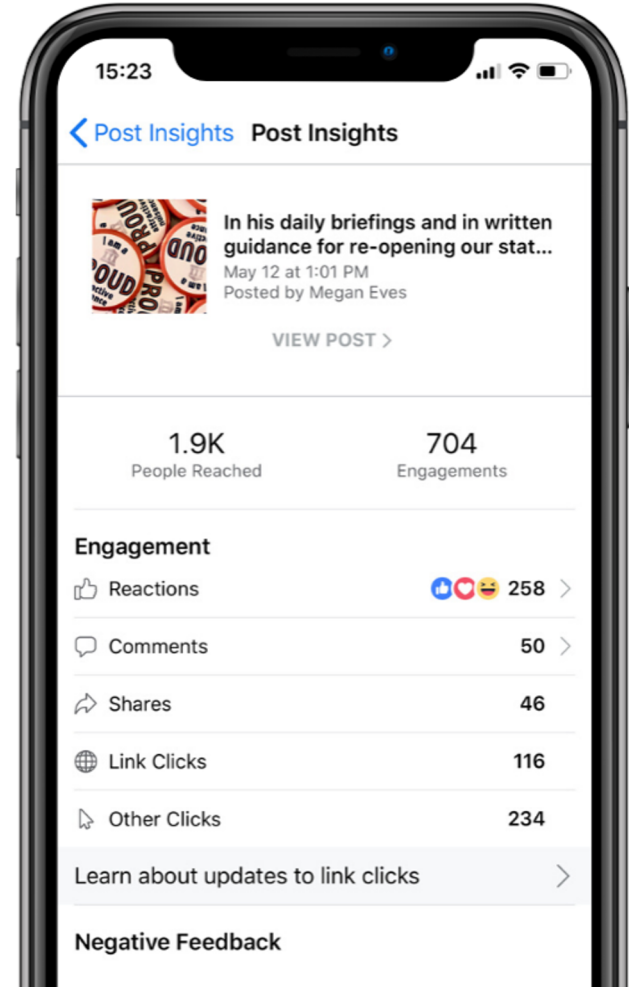 15:23
Post Insights Post Insights
In his daily briefings and in written
guidance for re-opening our stat...
May 12 at 1:01 PM
Posted by Megan Eves
VIEW POST >
1.9K 704
People Reached Engagements
Engagement
Reactions 258
Comments 50
Shares 46
Link Clicks 116
Other Clicks 234
Learn about updates to link clicks
Negative Feedback